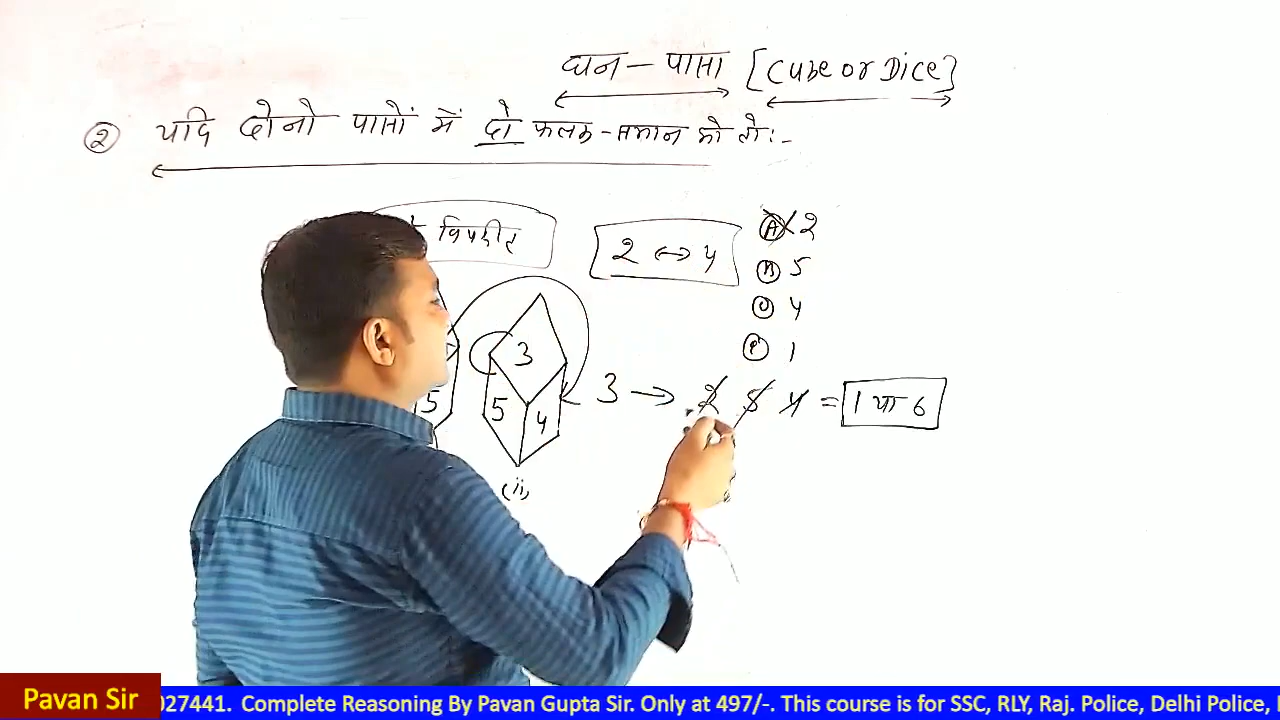 घन - पासा [Cube or Dice]
② यदि दोनो पासों में दो फलक - समान हो तो :-
विपरीत
2 ↔ 4
(A) 2
(B) 5
(C) 4
(D) 1
3
5
5 4
3 → 2 5 4 = 1 या 6
(ii)
Pavan Sir
027441. Complete Reasoning By Pavan Gupta Sir. Only at 497/-. This course is for SSC, RLY, Raj. Police, Delhi Police,